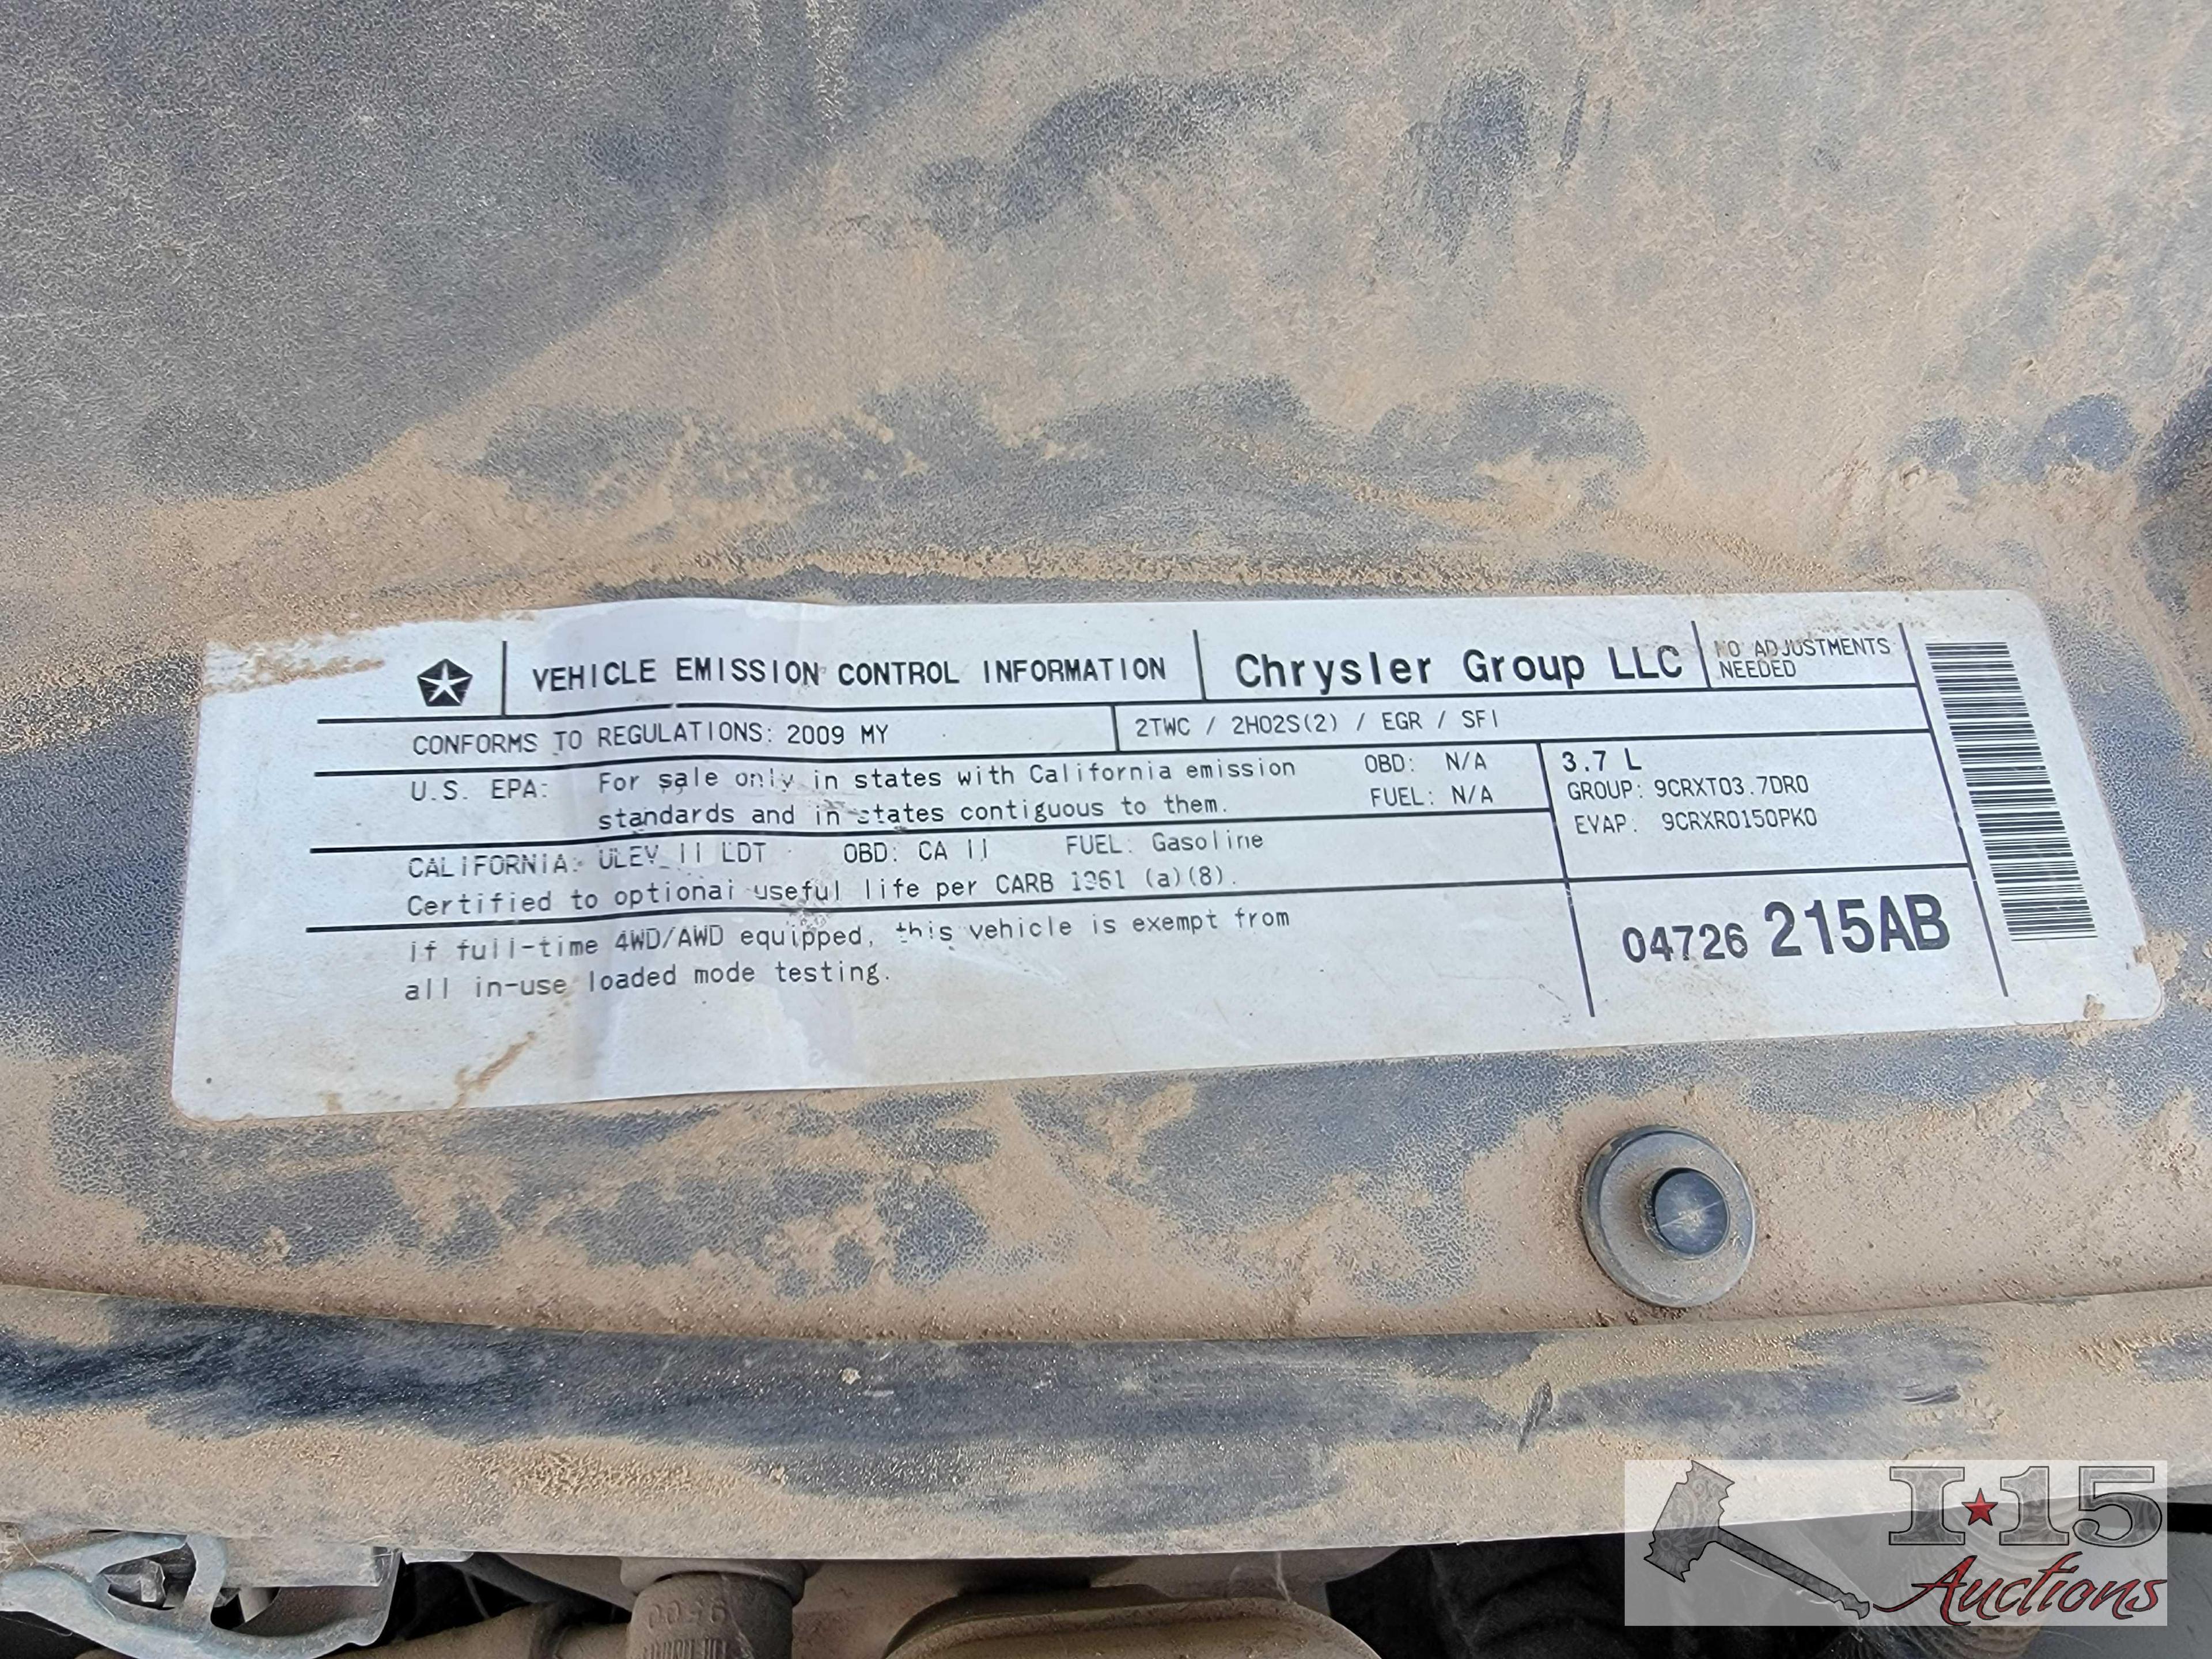 VEHICLE EMISSION CONTROL INFORMATION
Chrysler Group LLC
NO ADJUSTMENTS
NEEDED
CONFORMS TO REGULATIONS: 2009 MY
2TWC / 2HO2S(2) / EGR / SFI
U.S. EPA: For sale only in states with California emission
standards and in states contiguous to them.
OBD: N/A
FUEL: N/A
3.7 L
GROUP: 9CRXT03.7DR0
EVAP: 9CRXR0150PK0
CALIFORNIA: ULEV II LDT OBD: CA II FUEL: Gasoline
Certified to optional useful life per CARB 1961 (a)(8).
If full-time 4WD/AWD equipped, this vehicle is exempt from
all in-use loaded mode testing.
04726 215AB
I-15
Auctions